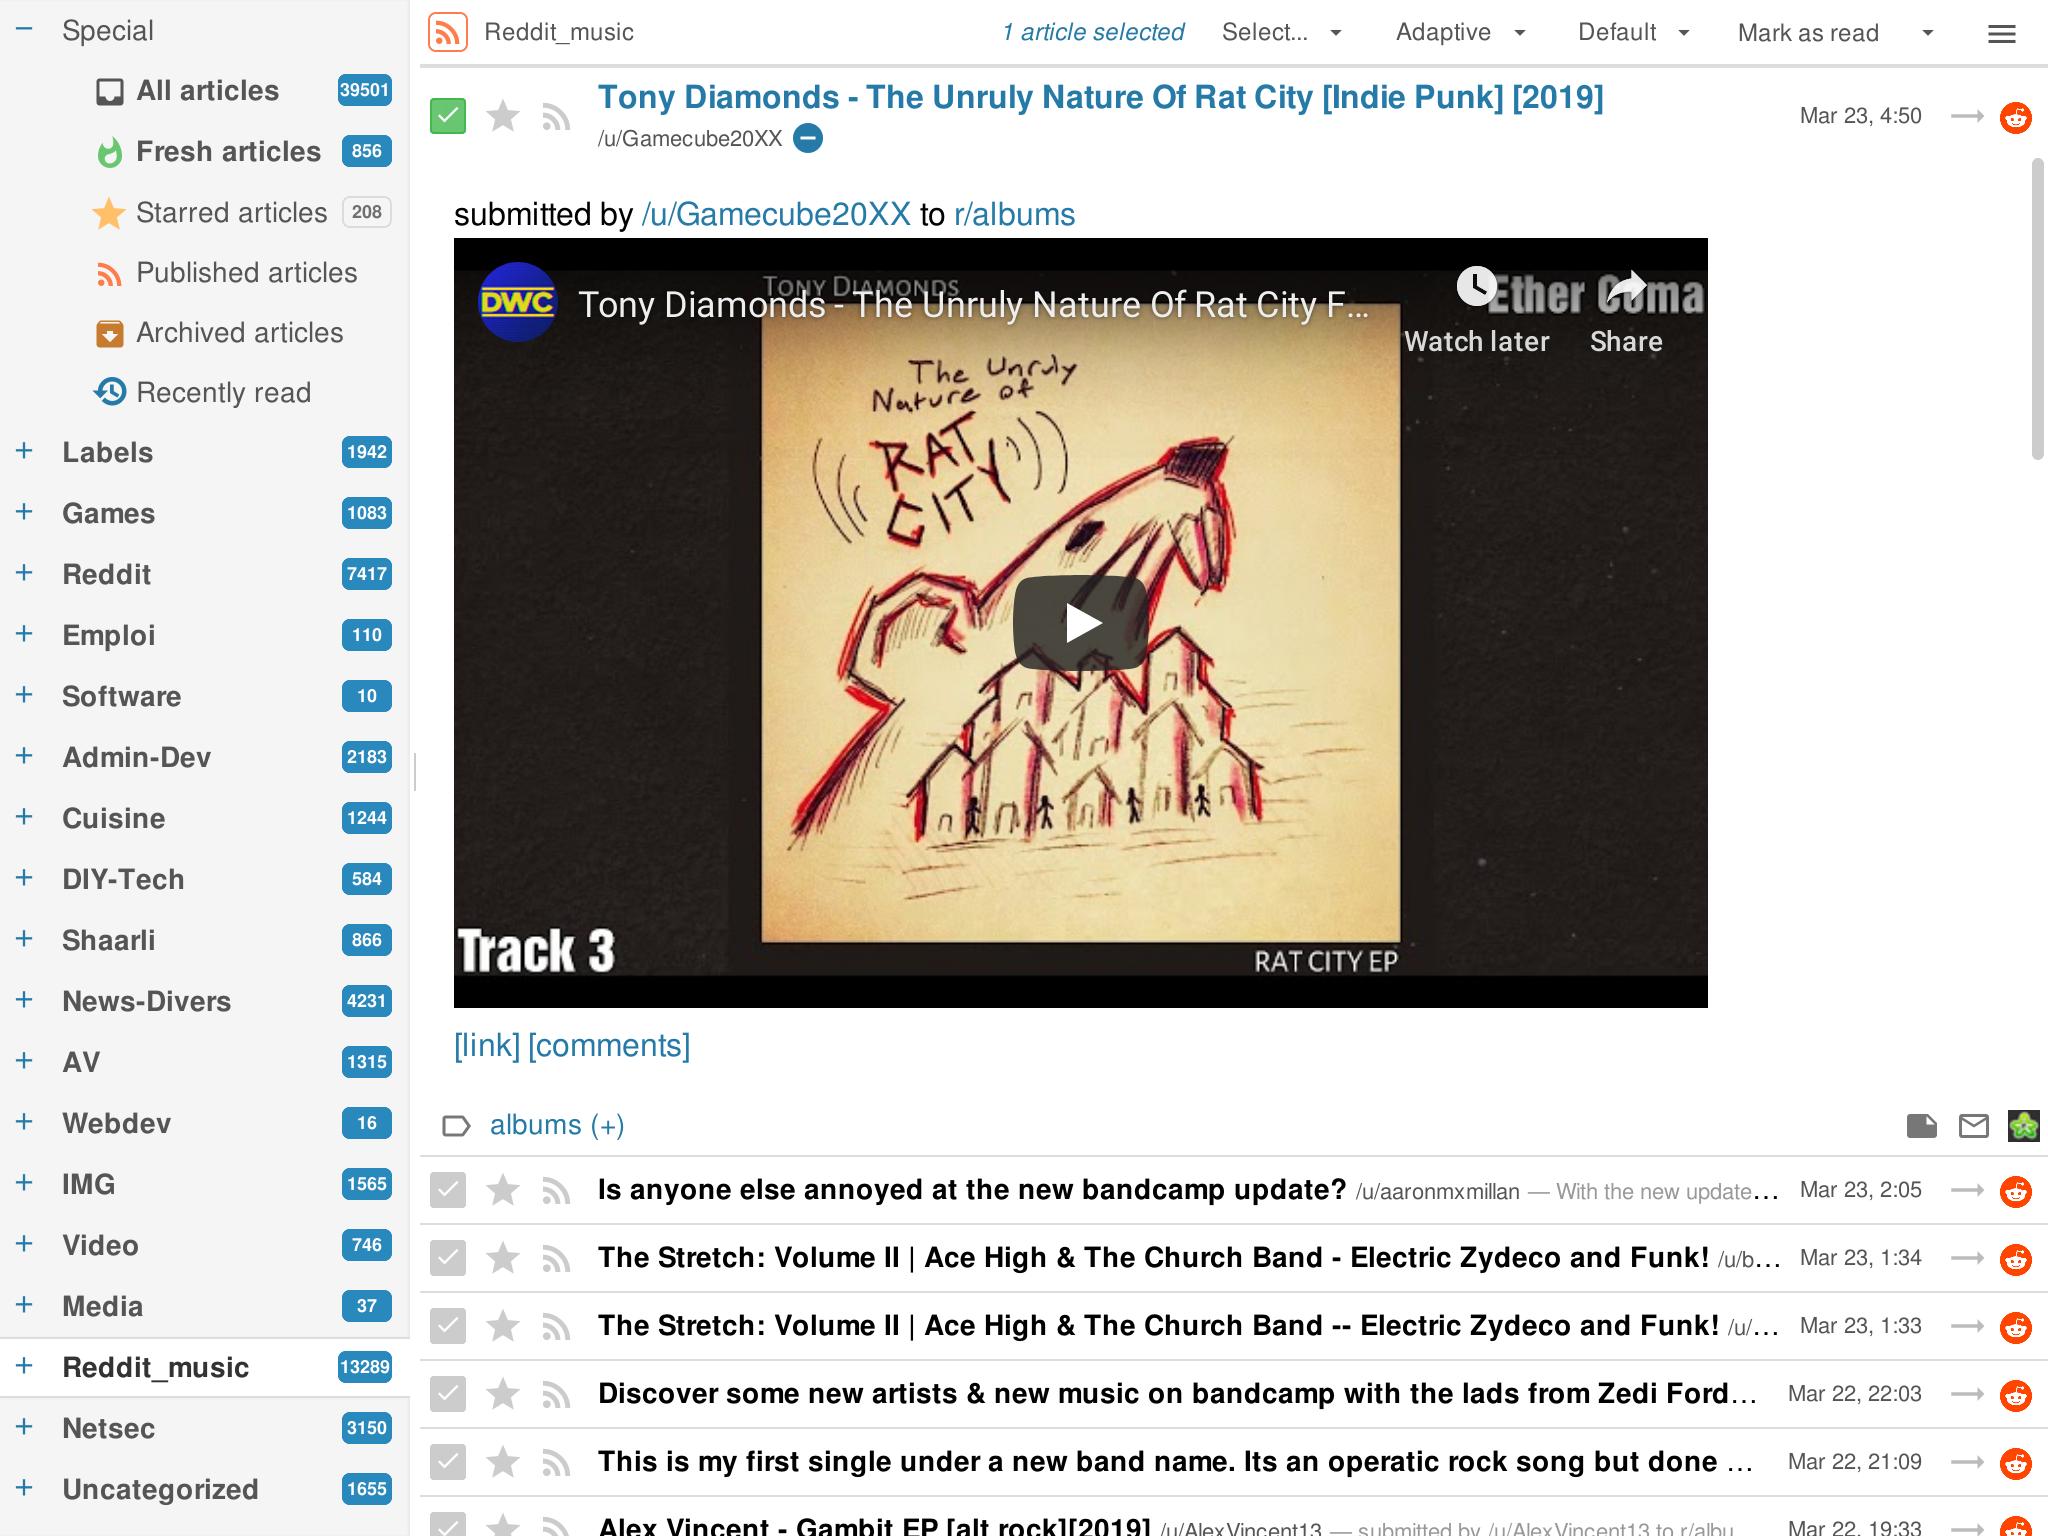 Special
All articles 39501
Fresh articles 856
Starred articles 208
Published articles
Archived articles
Recently read
Labels 1942
Games 1083
Reddit 7417
Emploi 110
Software 10
Admin-Dev 2183
Cuisine 1244
DIY-Tech 584
Shaarli 866
News-Divers 4231
AV 1315
Webdev 16
IMG 1565
Video 746
Media 37
Reddit_music 13289
Netsec 3150
Uncategorized 1655
Reddit_music 1 article selected Select... Adaptive Default Mark as read
Tony Diamonds - The Unruly Nature Of Rat City [Indie Punk] [2019]
/u/Gamecube20XX
Mar 23, 4:50
submitted by /u/Gamecube20XX to r/albums
TONY DIAMONDS
DWC Tony Diamonds - The Unruly Nature Of Rat City F...
Ether Coma
Watch later Share
The Unruly
Nature of
RAT
CITY
Track 3
RAT CITY EP
[link] [comments]
albums (+)
Is anyone else annoyed at the new bandcamp update? /u/aaronmxmillan — With the new update... Mar 23, 2:05
The Stretch: Volume II | Ace High & The Church Band - Electric Zydeco and Funk! /u/b... Mar 23, 1:34
The Stretch: Volume II | Ace High & The Church Band -- Electric Zydeco and Funk! /u/... Mar 23, 1:33
Discover some new artists & new music on bandcamp with the lads from Zedi Ford... Mar 22, 22:03
This is my first single under a new band name. Its an operatic rock song but done ... Mar 22, 21:09
Alex Vincent - Gambit EP [alt rock][2019] /u/AlexVincent13 — submitted by /u/AlexVincent13 to r/albu... Mar 22, 19:33